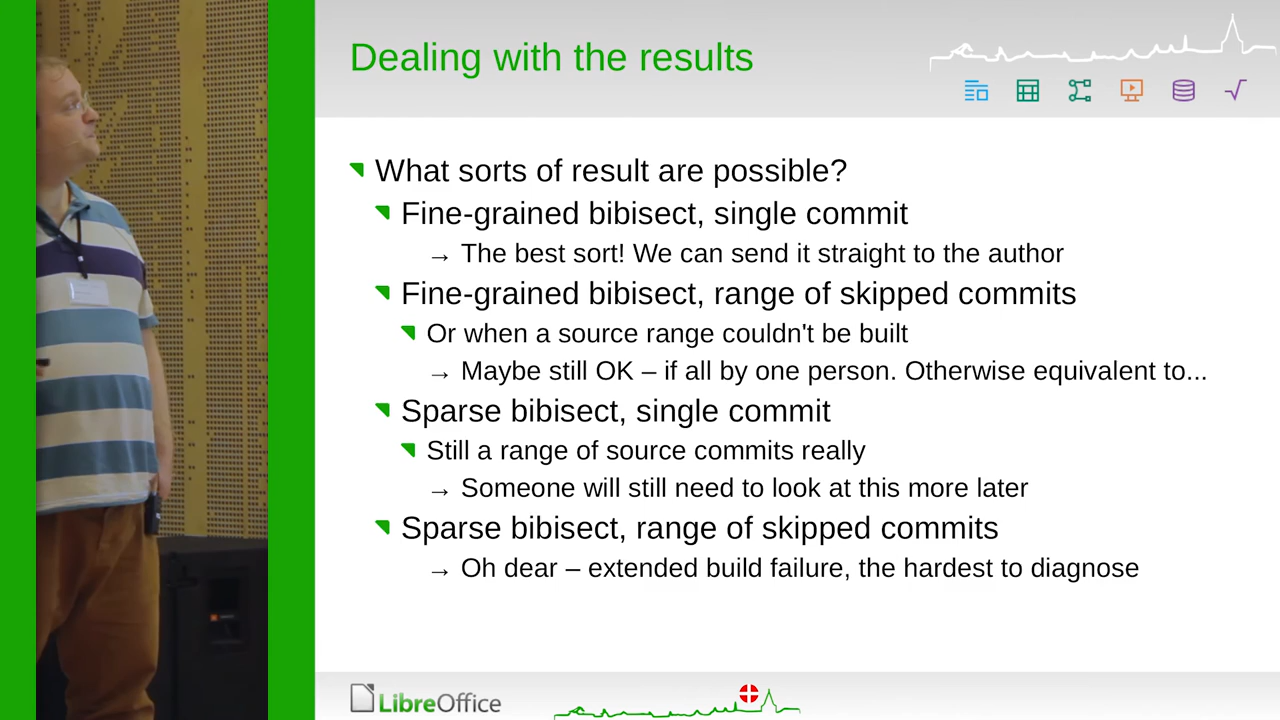 Dealing with the results
What sorts of result are possible?
Fine-grained bibisect, single commit
→ The best sort! We can send it straight to the author
Fine-grained bibisect, range of skipped commits
Or when a source range couldn't be built
→ Maybe still OK – if all by one person. Otherwise equivalent to...
Sparse bibisect, single commit
Still a range of source commits really
→ Someone will still need to look at this more later
Sparse bibisect, range of skipped commits
→ Oh dear – extended build failure, the hardest to diagnose
LibreOffice